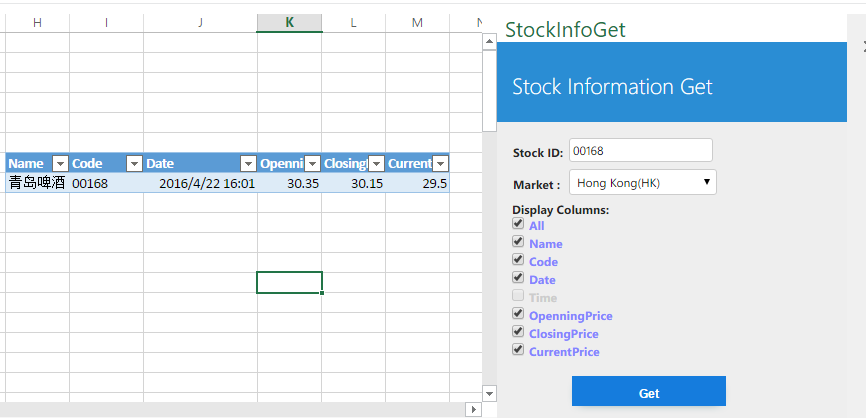 H I J K L M N
StockInfoGet
Stock Information Get
Name Code Date Openni Closing Current
青岛啤酒 00168 2016/4/22 16:01 30.35 30.15 29.5
Stock ID: 00168
Market : Hong Kong(HK)
Display Columns:
All
Name
Code
Date
Time
OpenningPrice
ClosingPrice
CurrentPrice
Get